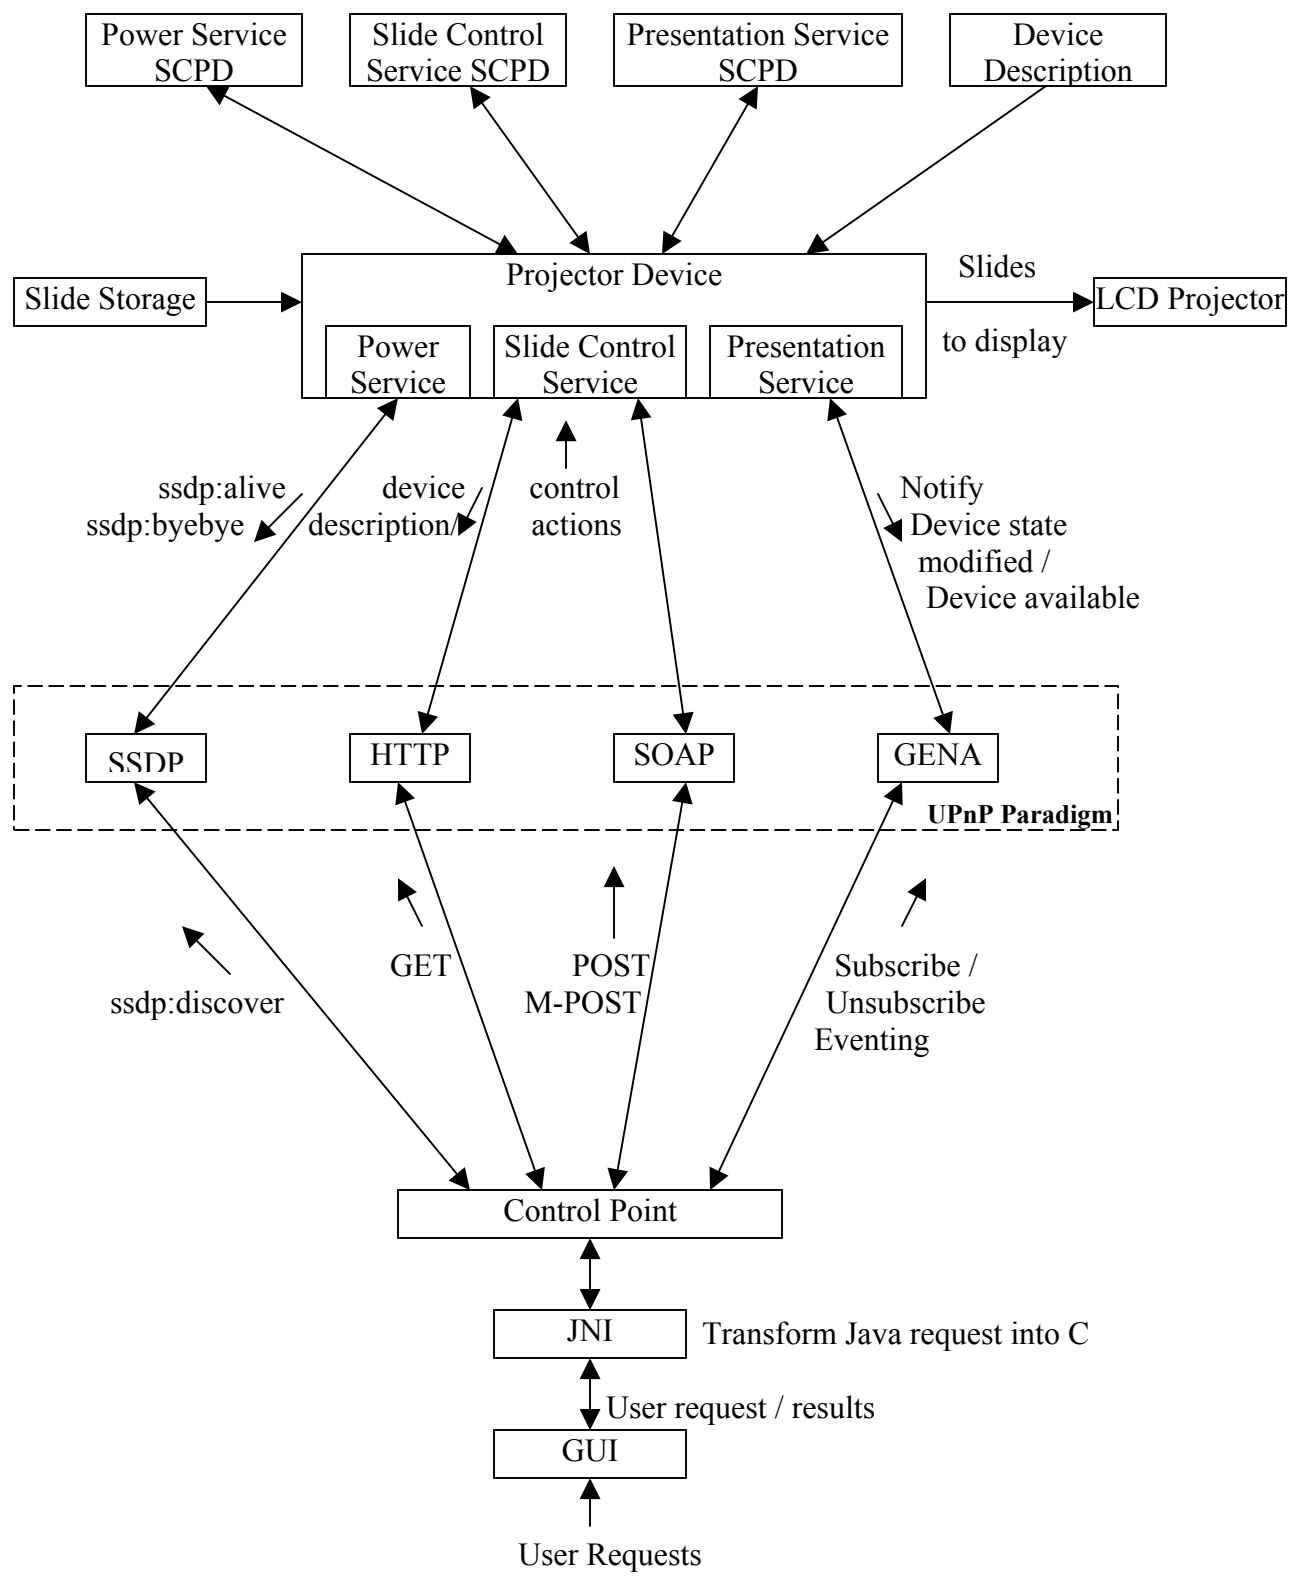 Power Service
SCPD
Slide Control
Service SCPD
Presentation Service
SCPD
Device
Description
Slide Storage
Projector Device
Slides
to display
LCD Projector
Power
Service
Slide Control
Service
Presentation
Service
ssdp:alive
ssdp:byebye
device
description/
control
actions
Notify
Device state
modified /
Device available
SSDP
HTTP
SOAP
GENA
UPnP Paradigm
ssdp:discover
GET
POST
M-POST
Subscribe /
Unsubscribe
Eventing
Control Point
JNI
Transform Java request into C
User request / results
GUI
User Requests